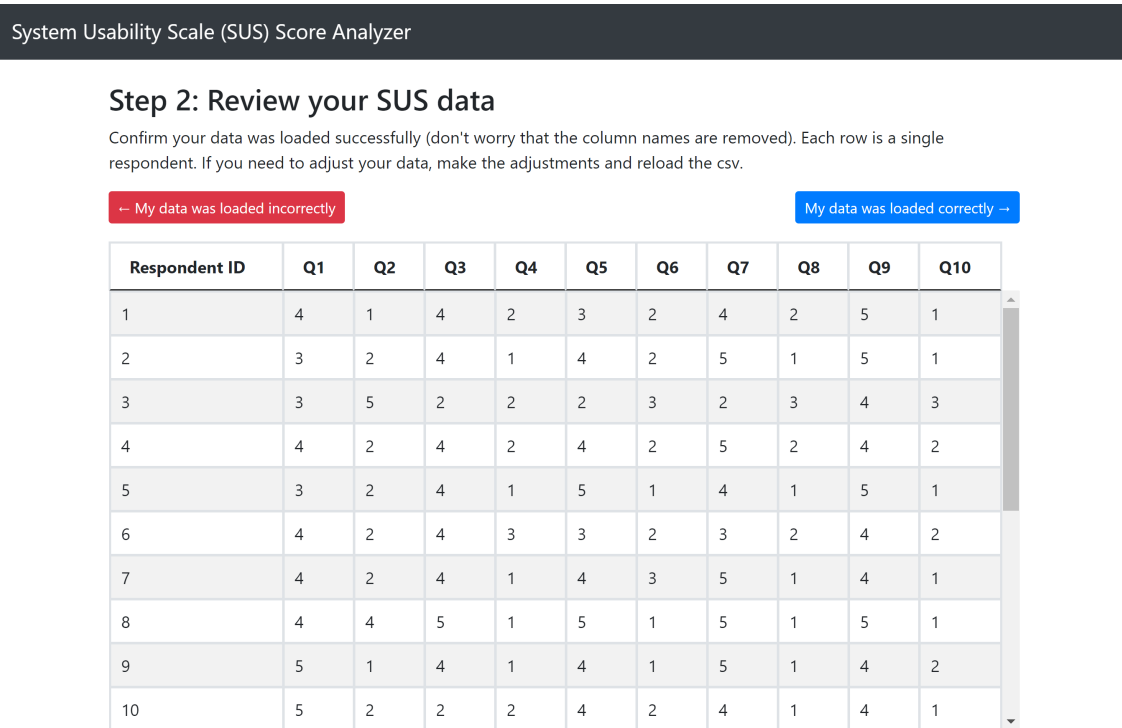 System Usability Scale (SUS) Score Analyzer
Step 2: Review your SUS data
Confirm your data was loaded successfully (don't worry that the column names are removed). Each row is a single
respondent. If you need to adjust your data, make the adjustments and reload the csv.
← My data was loaded incorrectly
My data was loaded correctly →
Respondent ID Q1 Q2 Q3 Q4 Q5 Q6 Q7 Q8 Q9 Q10
1 4 1 4 2 3 2 4 2 5 1
2 3 2 4 1 4 2 5 1 5 1
3 3 5 2 2 2 3 2 3 4 3
4 4 2 4 2 4 2 5 2 4 2
5 3 2 4 1 5 1 4 1 5 1
6 4 2 4 3 3 2 3 2 4 2
7 4 2 4 1 4 3 5 1 4 1
8 4 4 5 1 5 1 5 1 5 1
9 5 1 4 1 4 1 5 1 4 2
10 5 2 2 2 4 2 4 1 4 1